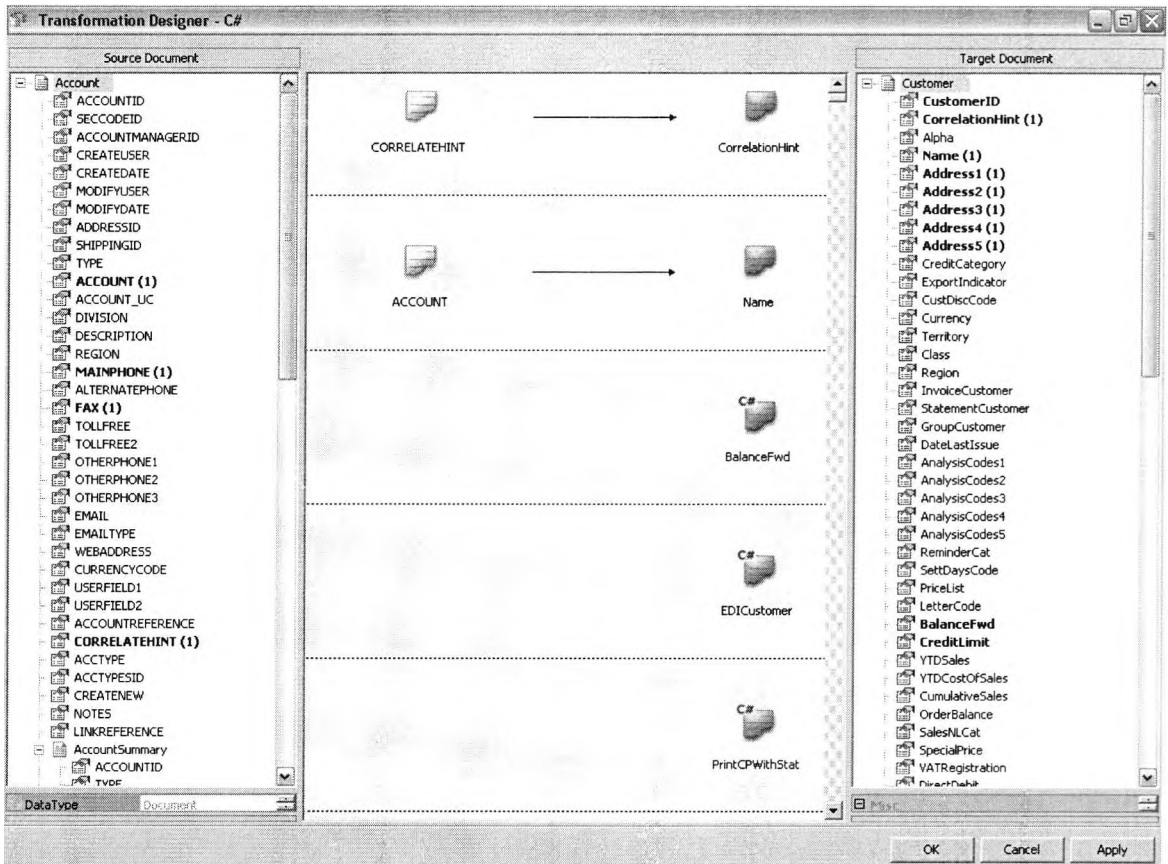 Transformation Designer - C#
Source Document
Account
ACCOUNTID
SECCODEID
ACCOUNTMANAGERID
CREATEUSER
CREATEDATE
MODIFYUSER
MODIFYDATE
ADDRESSID
SHIPPINGID
TYPE
ACCOUNT (1)
ACCOUNT_UC
DIVISION
DESCRIPTION
REGION
MAINPHONE (1)
ALTERNATEPHONE
FAX (1)
TOLLFREE
TOLLFREE2
OTHERPHONE1
OTHERPHONE2
OTHERPHONE3
EMAIL
EMAILTYPE
WEBADDRESS
CURRENCYCODE
USERFIELD1
USERFIELD2
ACCOUNTREFERENCE
CORRELATEHINT (1)
ACCTYPE
ACCTYPESID
CREATENEW
NOTES
LINKREFERENCE
AccountSummary
ACCOUNTID
TYPE
DataType Document
CORRELATEHINT CorrelationHint
ACCOUNT Name
C#
BalanceFwd
C#
EDICustomer
C#
PrintCPWithStat
Target Document
Customer
CustomerID
CorrelationHint (1)
Alpha
Name (1)
Address1 (1)
Address2 (1)
Address3 (1)
Address4 (1)
Address5 (1)
CreditCategory
ExportIndicator
CustDiscCode
Currency
Territory
Class
Region
InvoiceCustomer
StatementCustomer
GroupCustomer
DateLastIssue
AnalysisCodes1
AnalysisCodes2
AnalysisCodes3
AnalysisCodes4
AnalysisCodes5
ReminderCat
SettDaysCode
PriceList
LetterCode
BalanceFwd
CreditLimit
YTDSales
YTDCostOfSales
CumulativeSales
OrderBalance
SalesNLCat
SpecialPrice
VATRegistration
DirectDebit
Misc
OK Cancel Apply